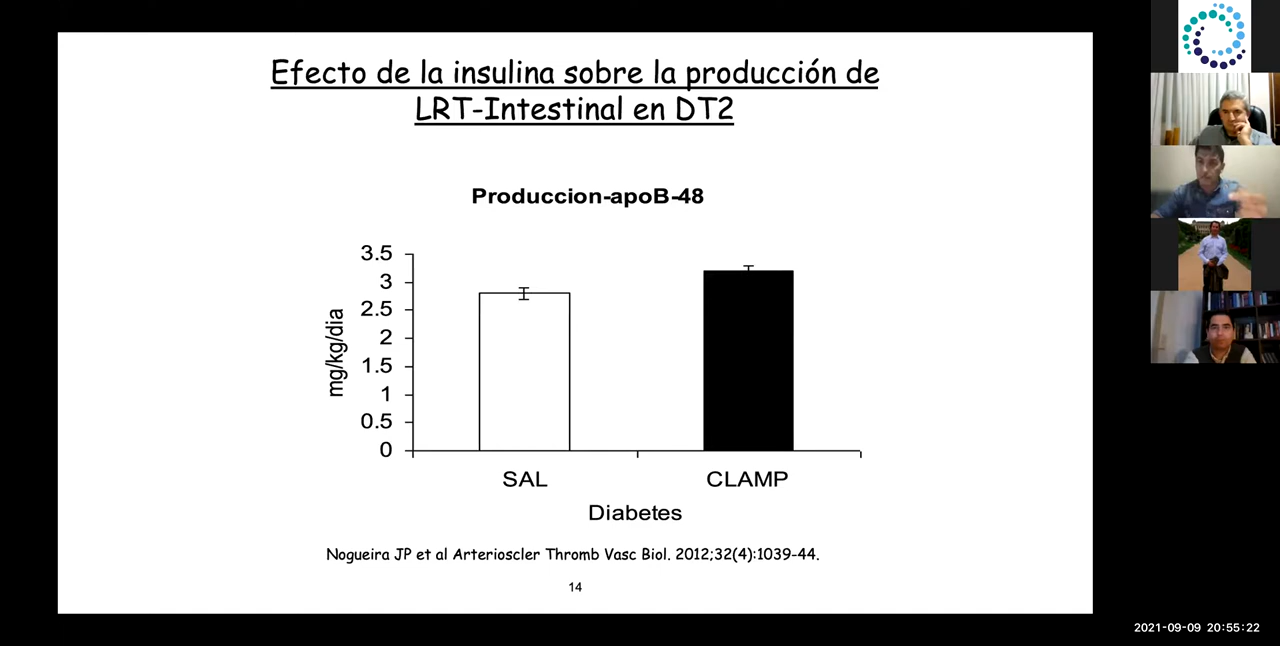 Efecto de la insulina sobre la producción de
LRT-Intestinal en DT2
Produccion-apoB-48
mg/kg/dia
3.5
3
2.5
2
1.5
1
0.5
0
SAL
CLAMP
Diabetes
Nogueira JP et al Arterioscler Thromb Vasc Biol. 2012;32(4):1039-44.
14
2021-09-09 20:55:22